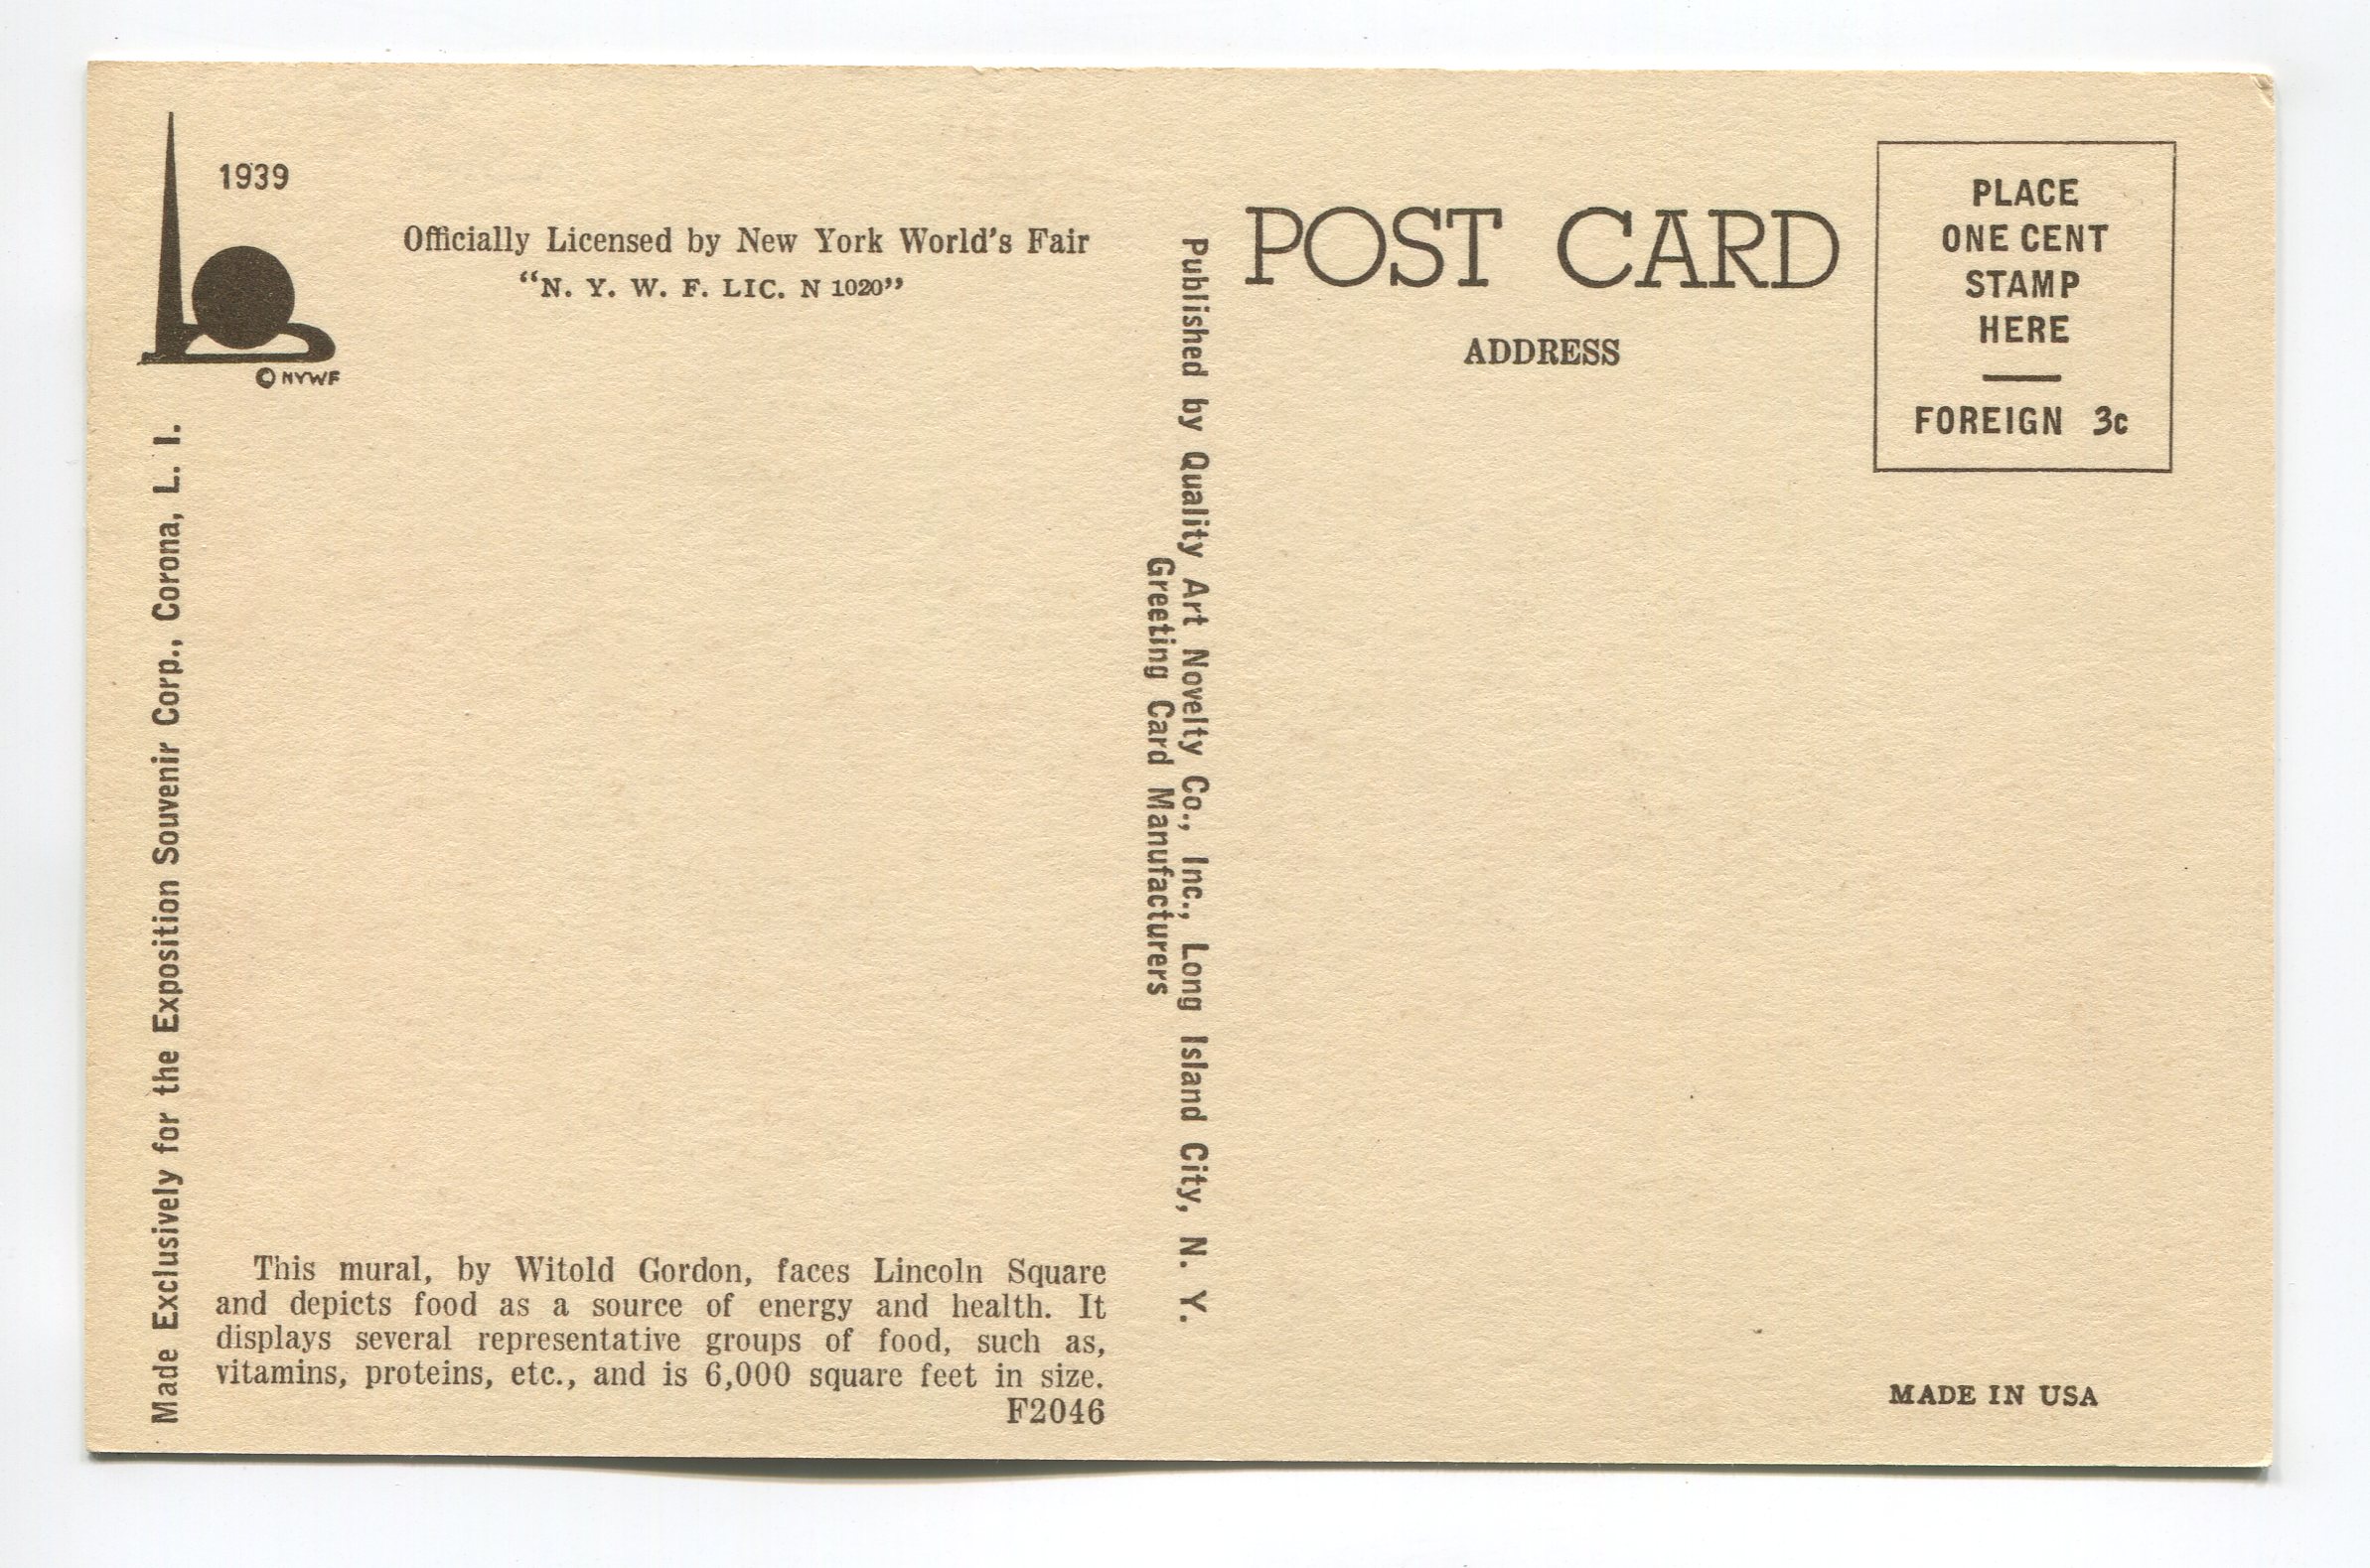 1939
© NYWF
Officially Licensed by New York World's Fair
“N. Y. W. F. LIC. N 1020”
Made Exclusively for the Exposition Souvenir Corp., Corona, L. I.
This mural, by Witold Gordon, faces Lincoln Square
and depicts food as a source of energy and health. It
displays several representative groups of food, such as,
vitamins, proteins, etc., and is 6,000 square feet in size.
F2046
Published by Quality Art Novelty Co., Inc., Long Island City, N. Y.
Greeting Card Manufacturers
POST CARD
ADDRESS
PLACE
ONE CENT
STAMP
HERE
FOREIGN 3c
MADE IN USA